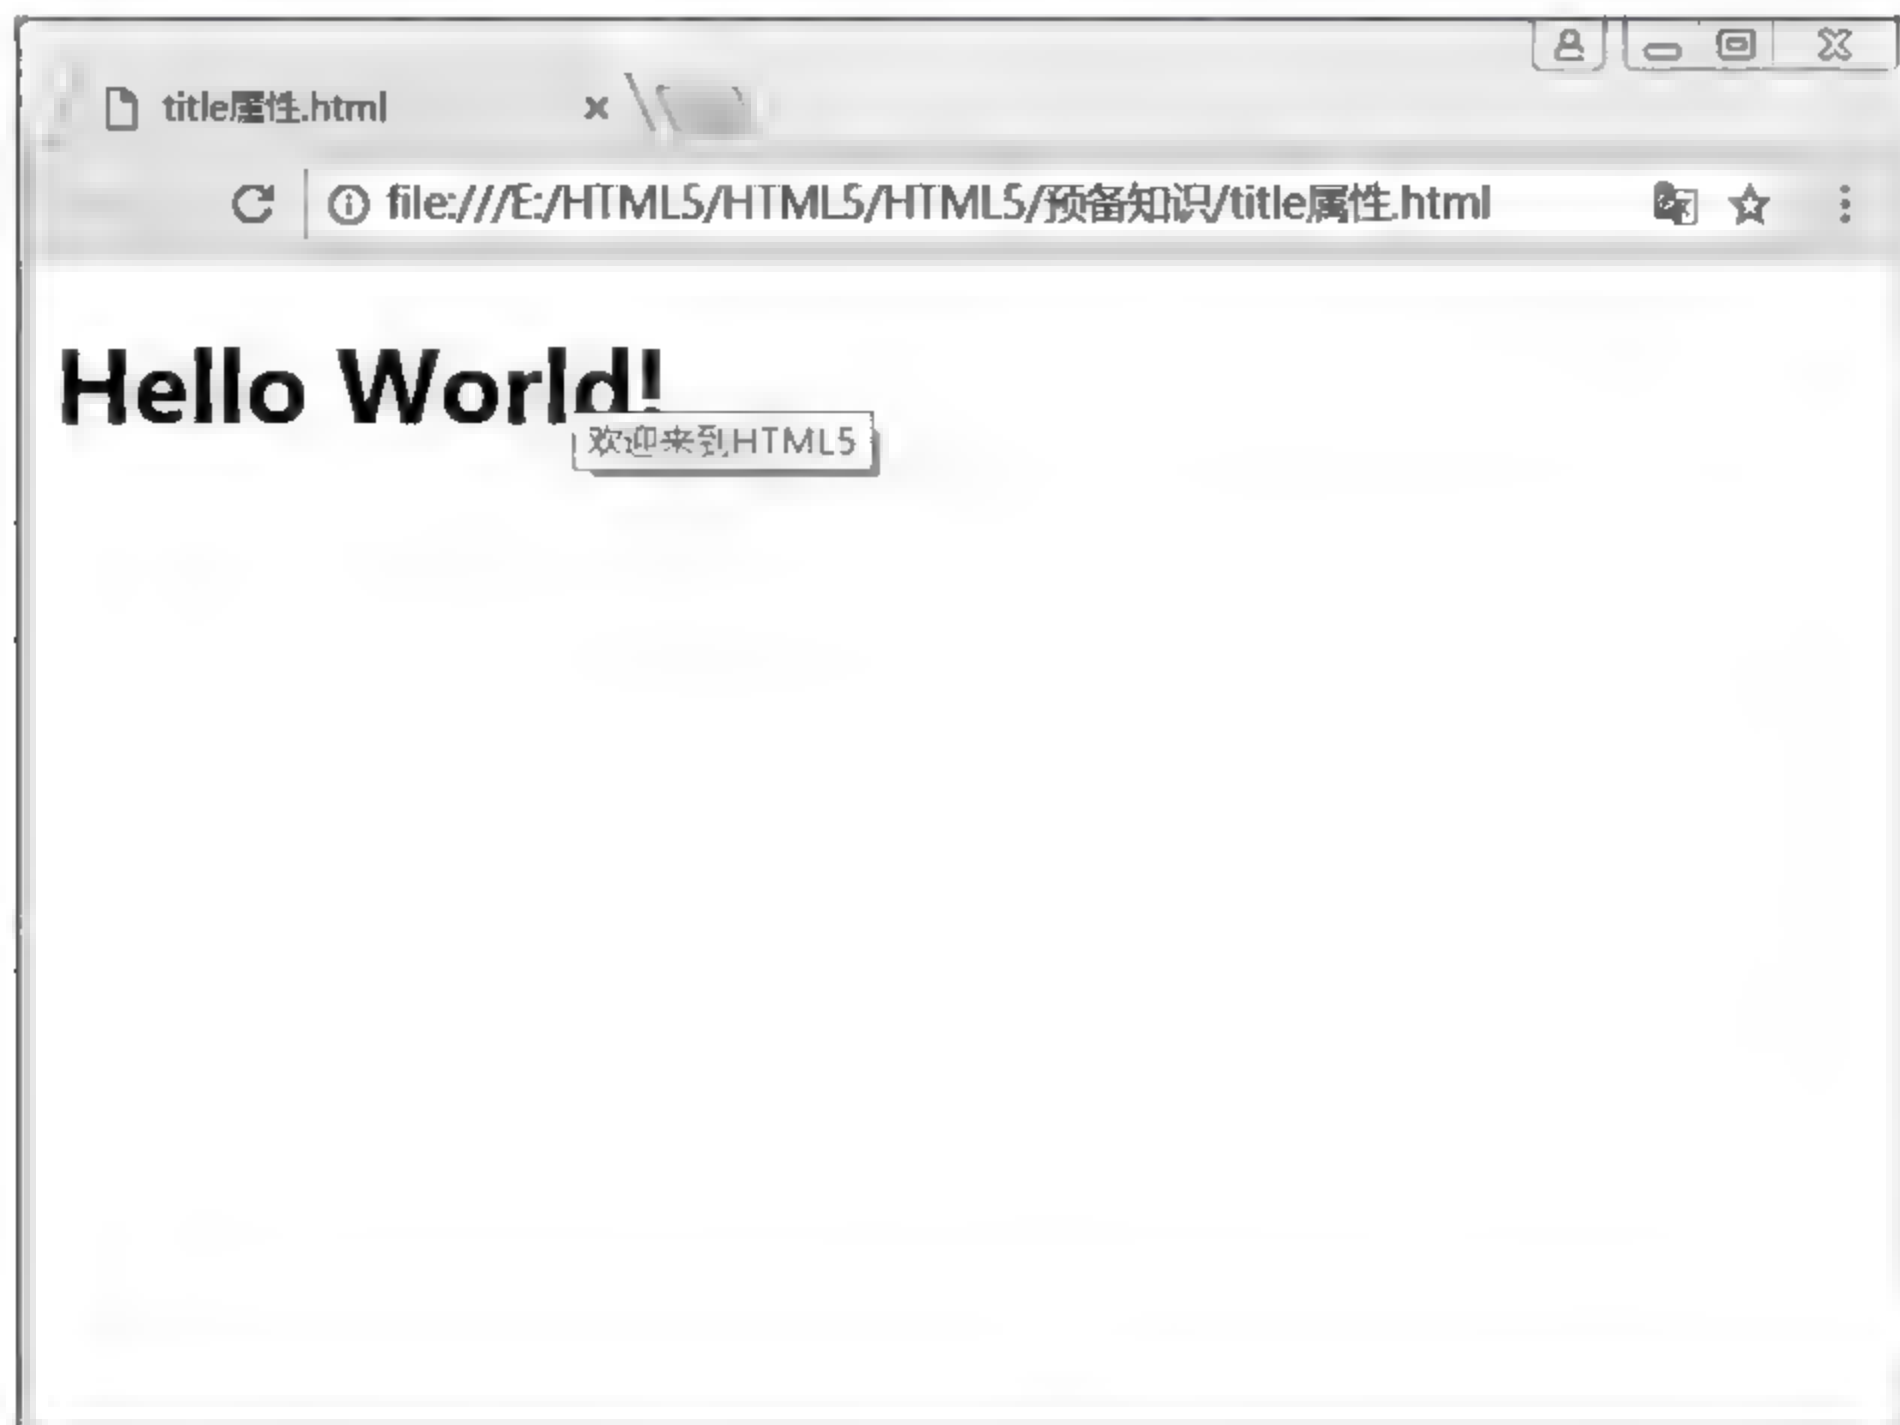 title属性.html
file:///E:/HTML5/HTML5/HTML5/预备知识/title属性.html
Hello World!
欢迎来到HTML5